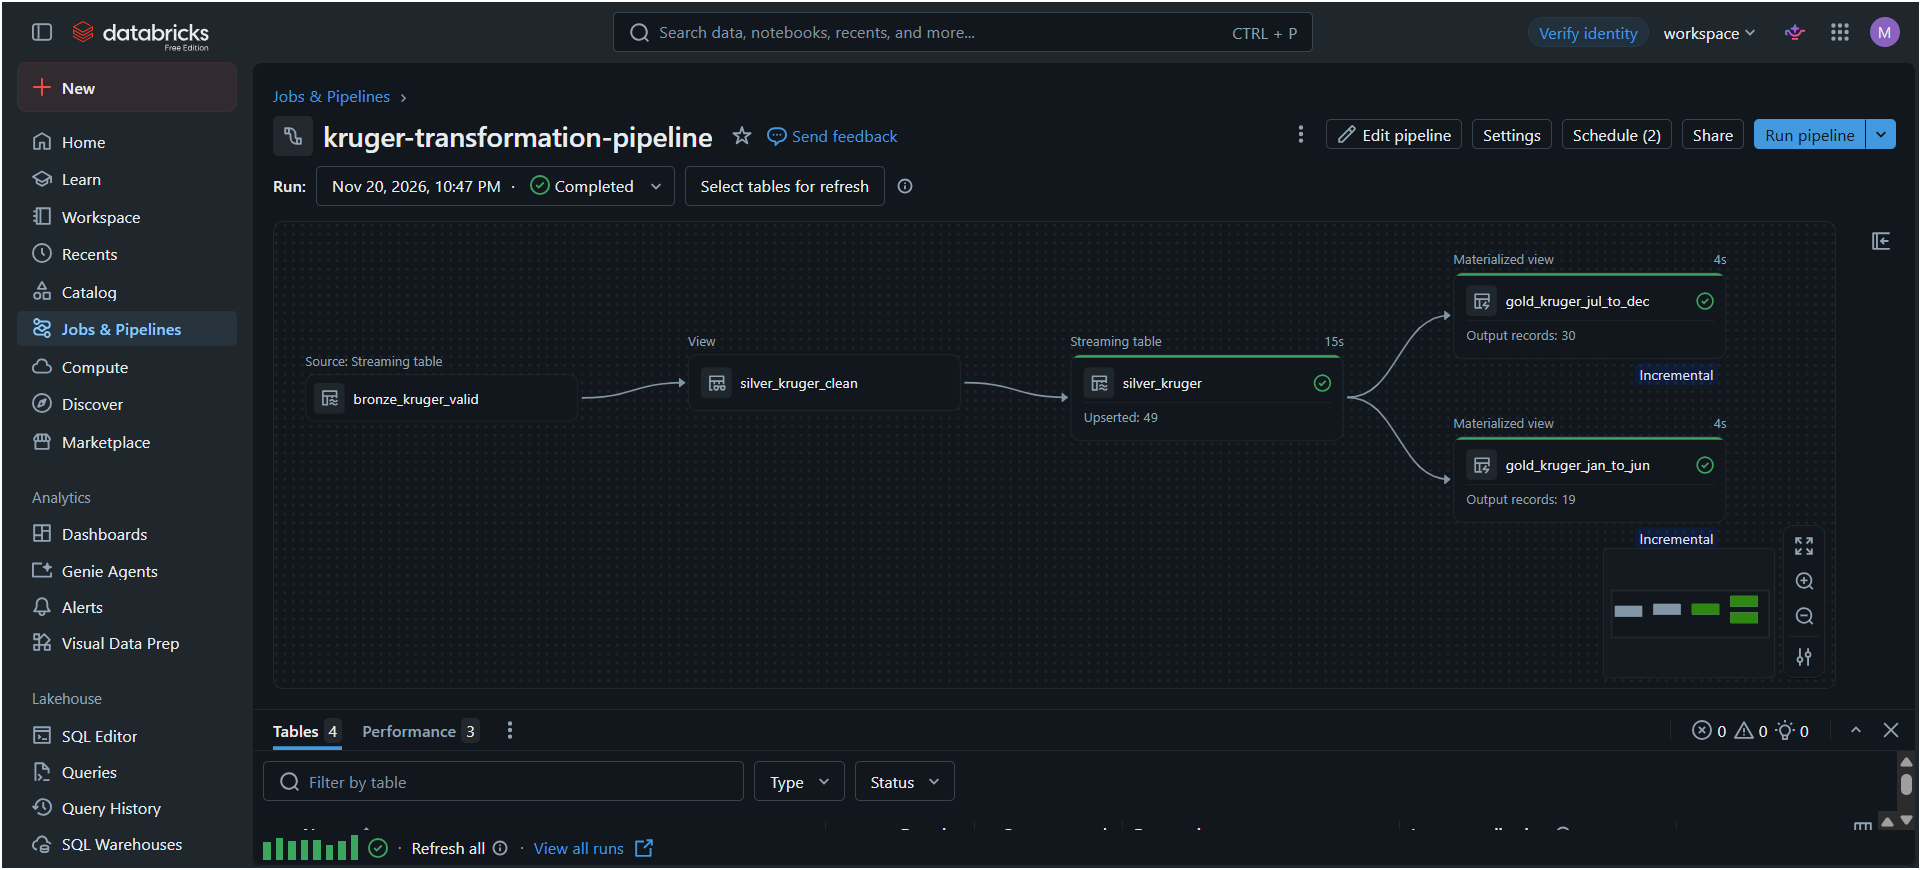 databricks
Free Edition
Search data, notebooks, recents, and more...
CTRL + P
Verify identity
workspace
M
New
Home
Learn
Workspace
Recents
Catalog
Jobs & Pipelines
Compute
Discover
Marketplace
Analytics
Dashboards
Genie Agents
Alerts
Visual Data Prep
Lakehouse
SQL Editor
Queries
Query History
SQL Warehouses
Jobs & Pipelines
kruger-transformation-pipeline
Send feedback
Edit pipeline
Settings
Schedule (2)
Share
Run pipeline
Run:
Nov 20, 2026, 10:47 PM · Completed
Select tables for refresh
Source: Streaming table
bronze_kruger_valid
View
silver_kruger_clean
Streaming table
15s
silver_kruger
Upserted: 49
Materialized view
4s
gold_kruger_jul_to_dec
Output records: 30
Incremental
Materialized view
4s
gold_kruger_jan_to_jun
Output records: 19
Incremental
Tables 4
Performance 3
0
0
0
Filter by table
Type
Status
· Refresh all · View all runs